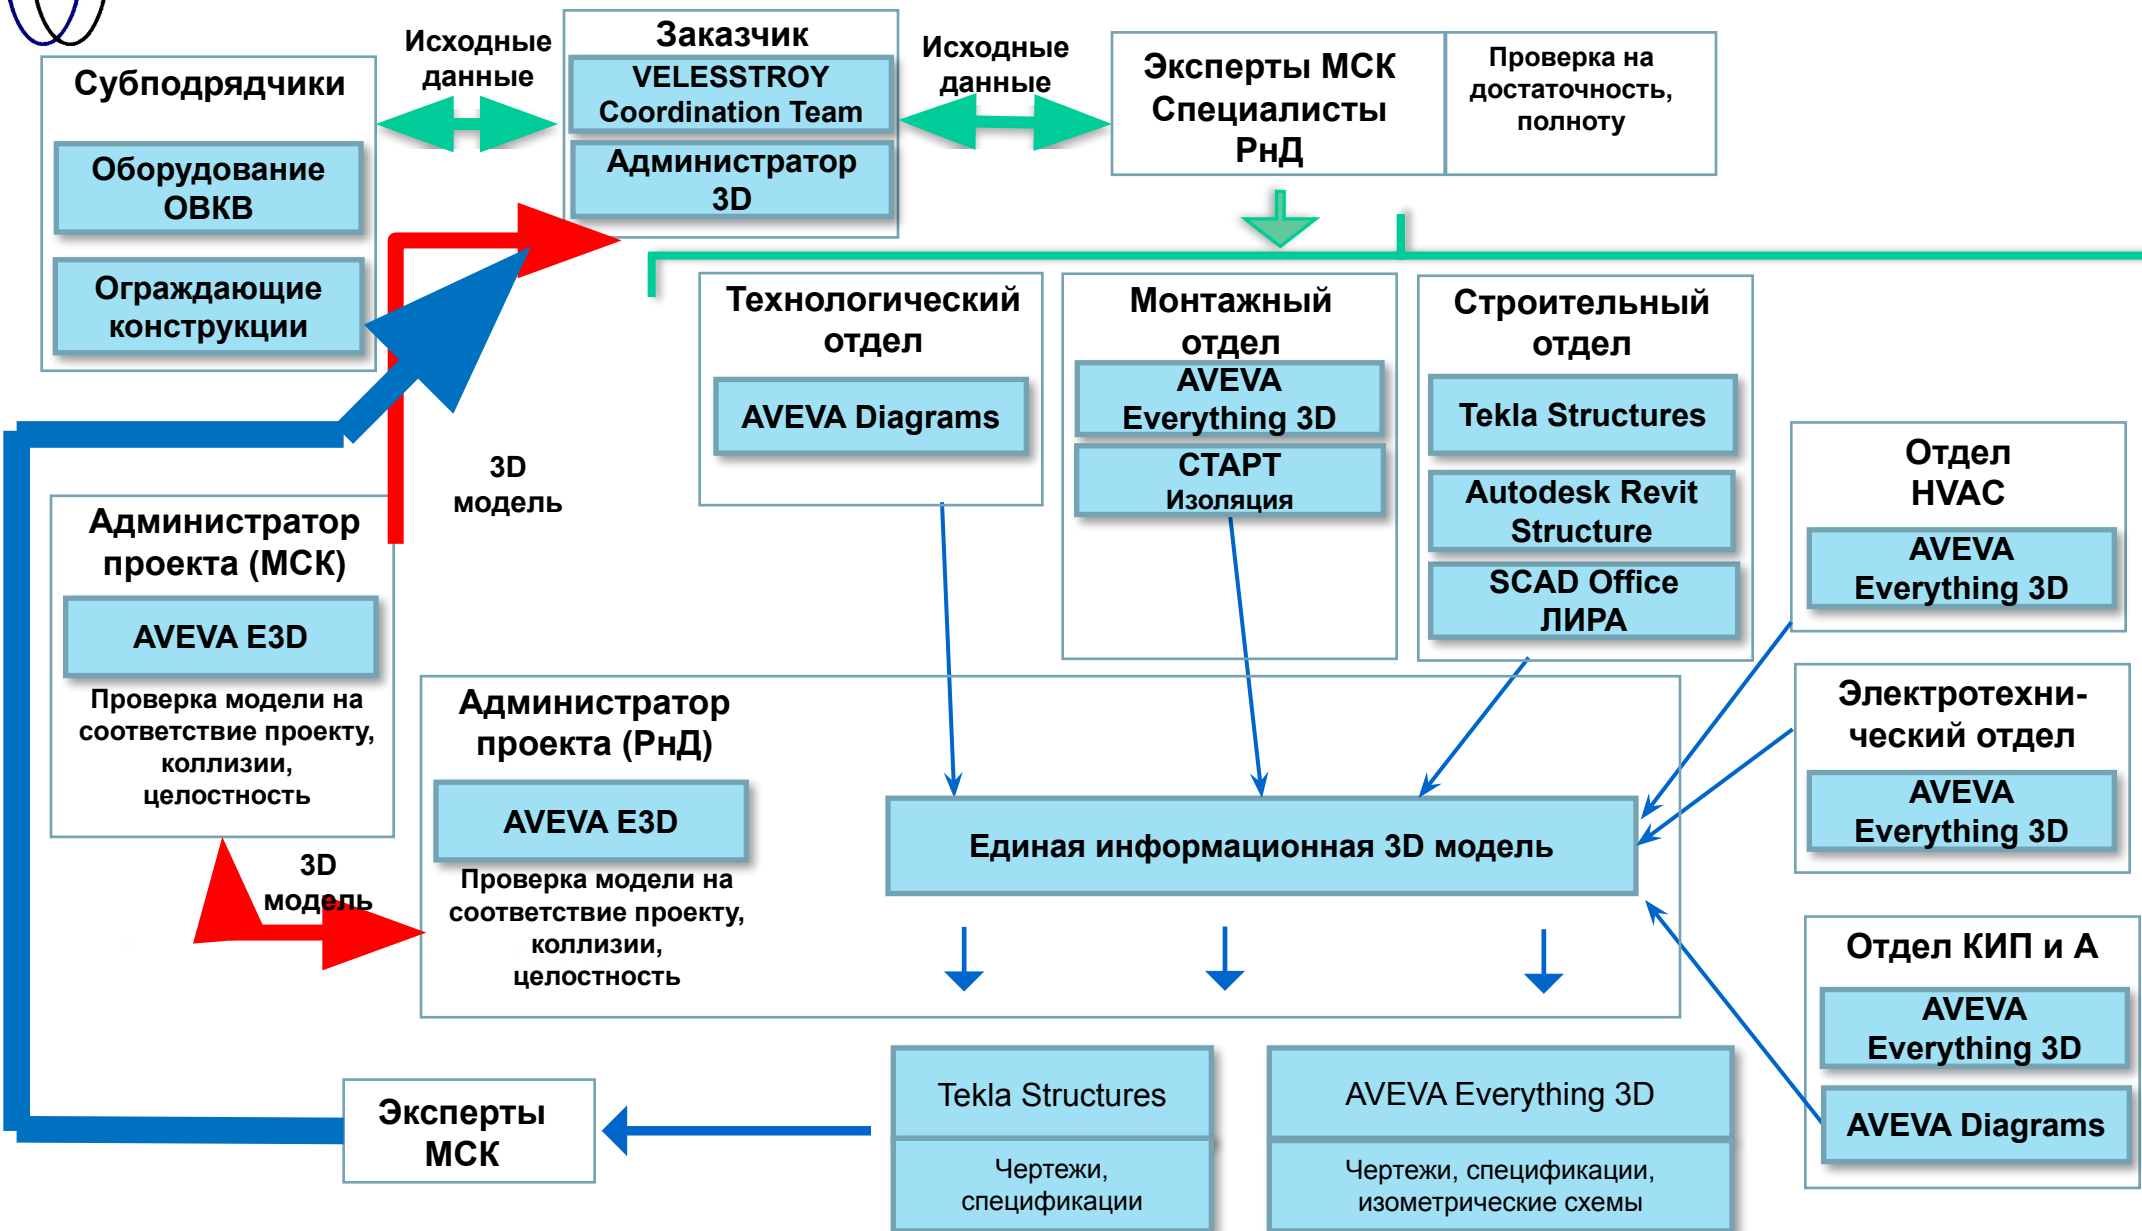 Субподрядчики
Оборудование
ОВКВ
Ограждающие
конструкции
Исходные
данные
Заказчик
VELESSTROY
Coordination Team
Администратор
3D
Исходные
данные
Эксперты МСК
Специалисты
РнД
Проверка на
достаточность,
полноту
Технологический
отдел
AVEVA Diagrams
Монтажный
отдел
AVEVA
Everything 3D
СТАРТ
Изоляция
Строительный
отдел
Tekla Structures
Autodesk Revit
Structure
SCAD Office
ЛИРА
Отдел
HVAC
AVEVA
Everything 3D
3D
модель
Администратор
проекта (МСК)
AVEVA E3D
Проверка модели на
соответствие проекту,
коллизии,
целостность
3D
модель
Администратор
проекта (РнД)
AVEVA E3D
Проверка модели на
соответствие проекту,
коллизии,
целостность
Единая информационная 3D модель
Электротехни-
ческий отдел
AVEVA
Everything 3D
Отдел КИП и А
AVEVA
Everything 3D
AVEVA Diagrams
Эксперты
МСК
Tekla Structures
Чертежи,
спецификации
AVEVA Everything 3D
Чертежи, спецификации,
изометрические схемы